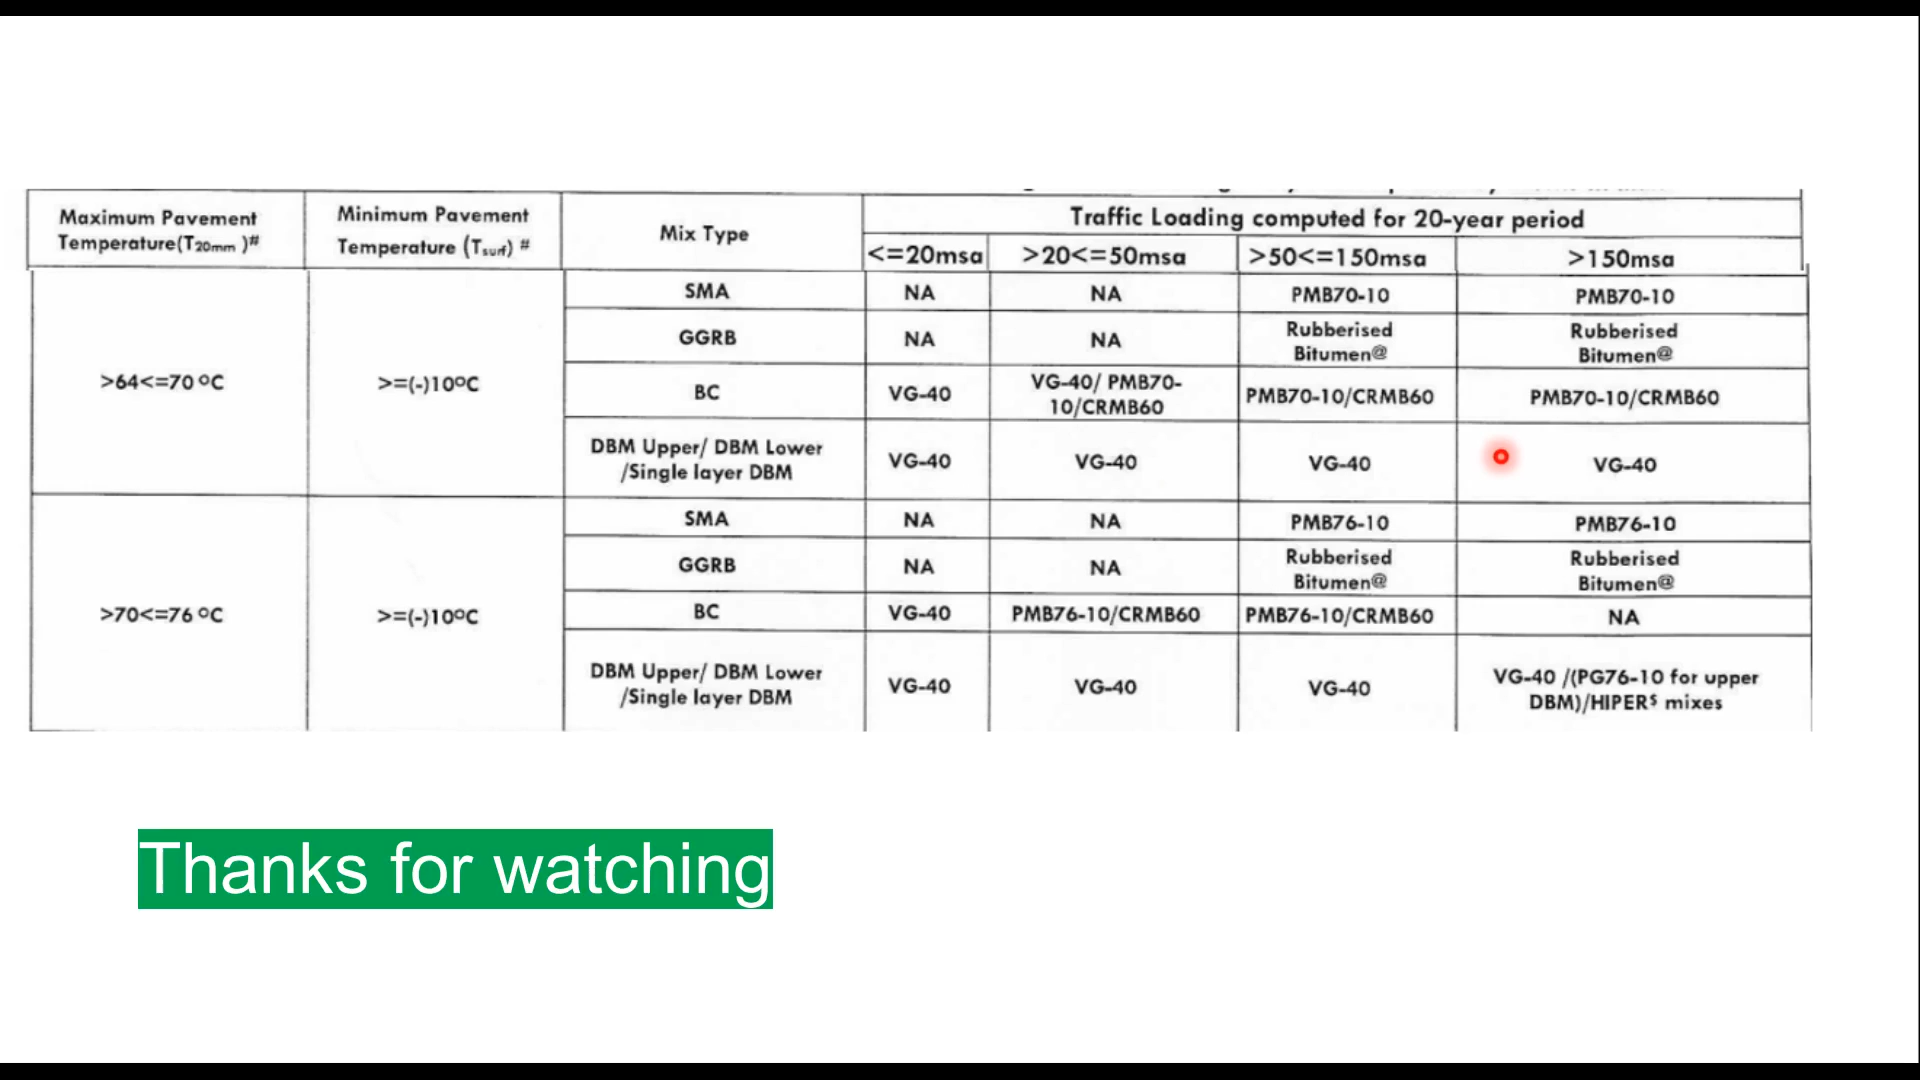 Maximum Pavement
Temperature(T20mm )#
Minimum Pavement
Temperature (Tsurf) #
Mix Type
Traffic Loading computed for 20-year period
<=20msa
>20<=50msa
>50<=150msa
>150msa
>64<=70 ⁰C
>=(-)10⁰C
SMA
NA
NA
PMB70-10
PMB70-10
GGRB
NA
NA
Rubberised
Bitumen@
Rubberised
Bitumen@
BC
VG-40
VG-40/ PMB70-
10/CRMB60
PMB70-10/CRMB60
PMB70-10/CRMB60
DBM Upper/ DBM Lower
/Single layer DBM
VG-40
VG-40
VG-40
VG-40
>70<=76 ⁰C
>=(-)10⁰C
SMA
NA
NA
PMB76-10
PMB76-10
GGRB
NA
NA
Rubberised
Bitumen@
Rubberised
Bitumen@
BC
VG-40
PMB76-10/CRMB60
PMB76-10/CRMB60
NA
DBM Upper/ DBM Lower
/Single layer DBM
VG-40
VG-40
VG-40
VG-40 /(PG76-10 for upper
DBM)/HIPER$ mixes
Thanks for watching